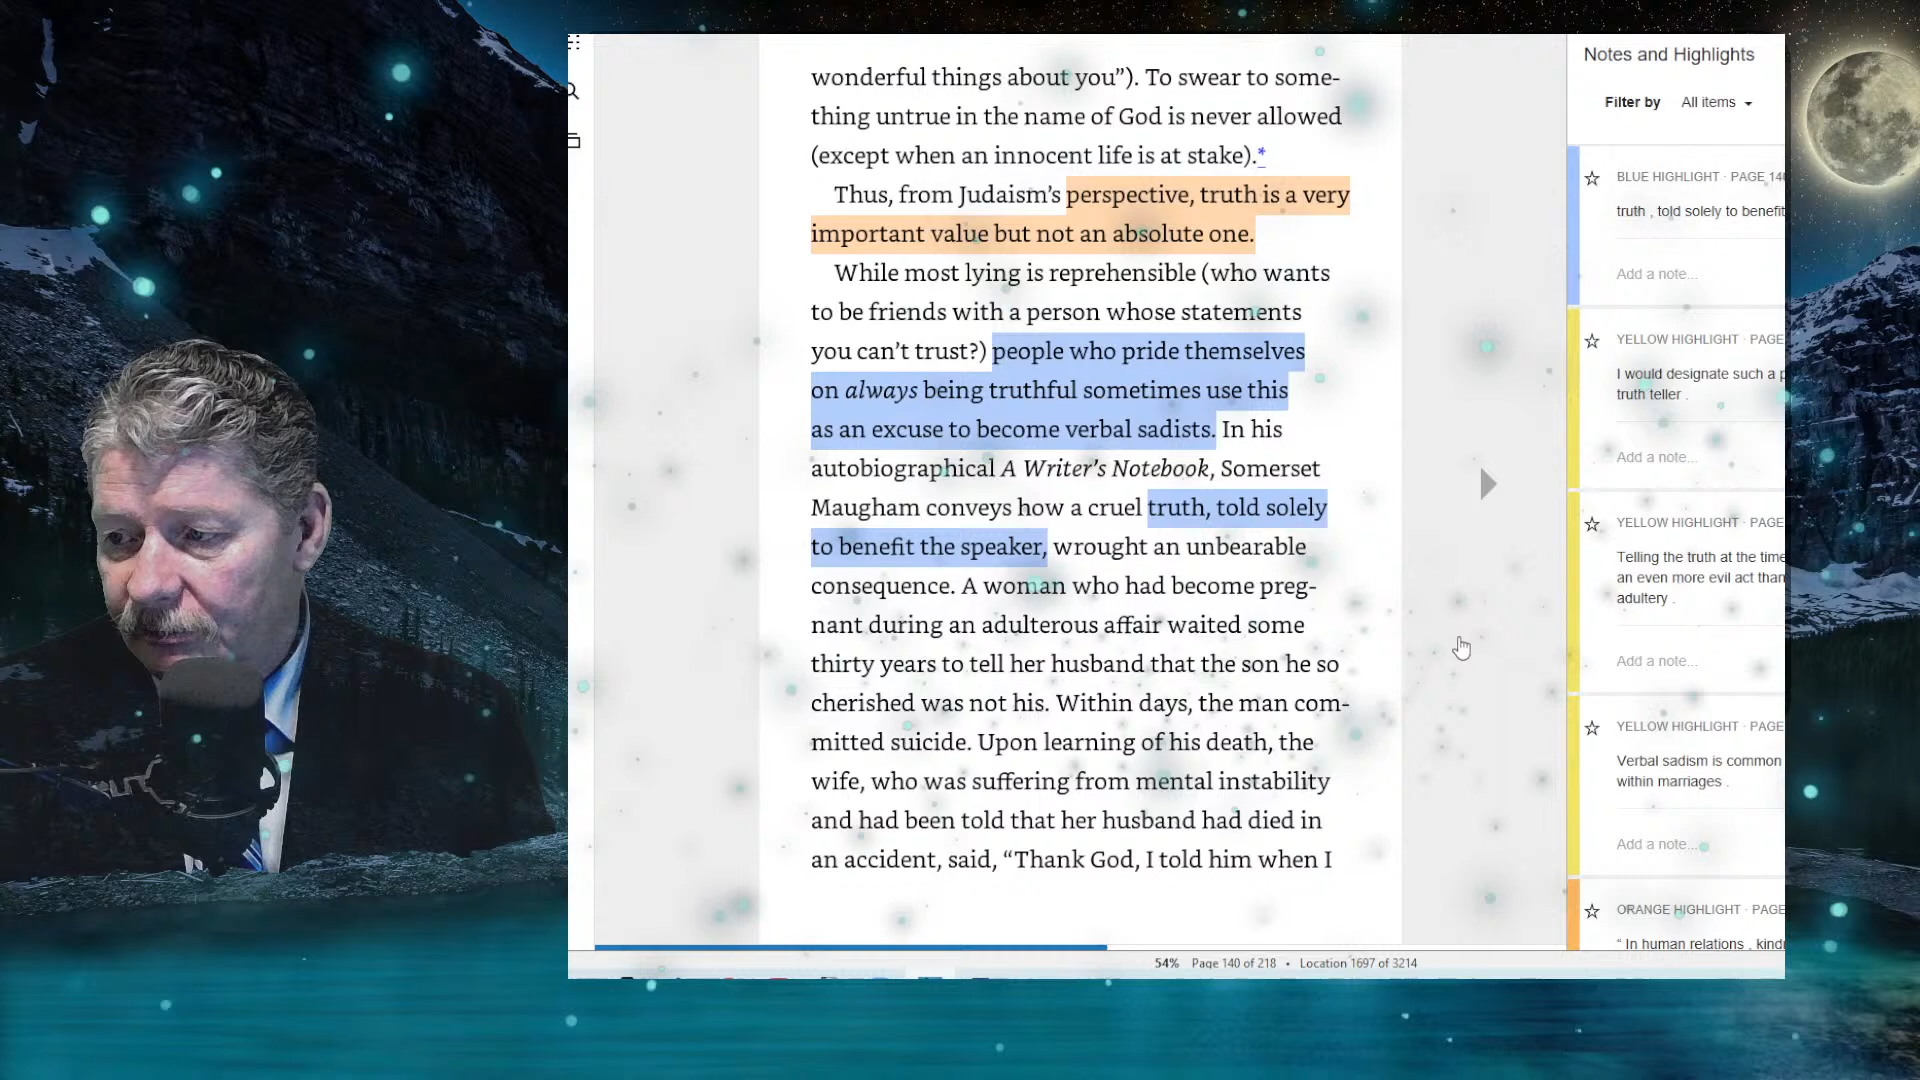 wonderful things about you”). To swear to some-
thing untrue in the name of God is never allowed
(except when an innocent life is at stake).*
Thus, from Judaism’s perspective, truth is a very
important value but not an absolute one.
While most lying is reprehensible (who wants
to be friends with a person whose statements
you can’t trust?) people who pride themselves
on always being truthful sometimes use this
as an excuse to become verbal sadists. In his
autobiographical A Writer’s Notebook, Somerset
Maugham conveys how a cruel truth, told solely
to benefit the speaker, wrought an unbearable
consequence. A woman who had become preg-
nant during an adulterous affair waited some
thirty years to tell her husband that the son he so
cherished was not his. Within days, the man com-
mitted suicide. Upon learning of his death, the
wife, who was suffering from mental instability
and had been told that her husband had died in
an accident, said, “Thank God, I told him when I
54% Page 140 of 218 • Location 1697 of 3214
Notes and Highlights
Filter by All items
BLUE HIGHLIGHT · PAGE 140
truth , told solely to benefit
Add a note...
YELLOW HIGHLIGHT · PAGE
I would designate such a p
truth teller .
Add a note...
YELLOW HIGHLIGHT · PAGE
Telling the truth at the time
an even more evil act than
adultery .
Add a note...
YELLOW HIGHLIGHT · PAGE
Verbal sadism is common
within marriages .
Add a note...
ORANGE HIGHLIGHT · PAGE
“ In human relations , kind